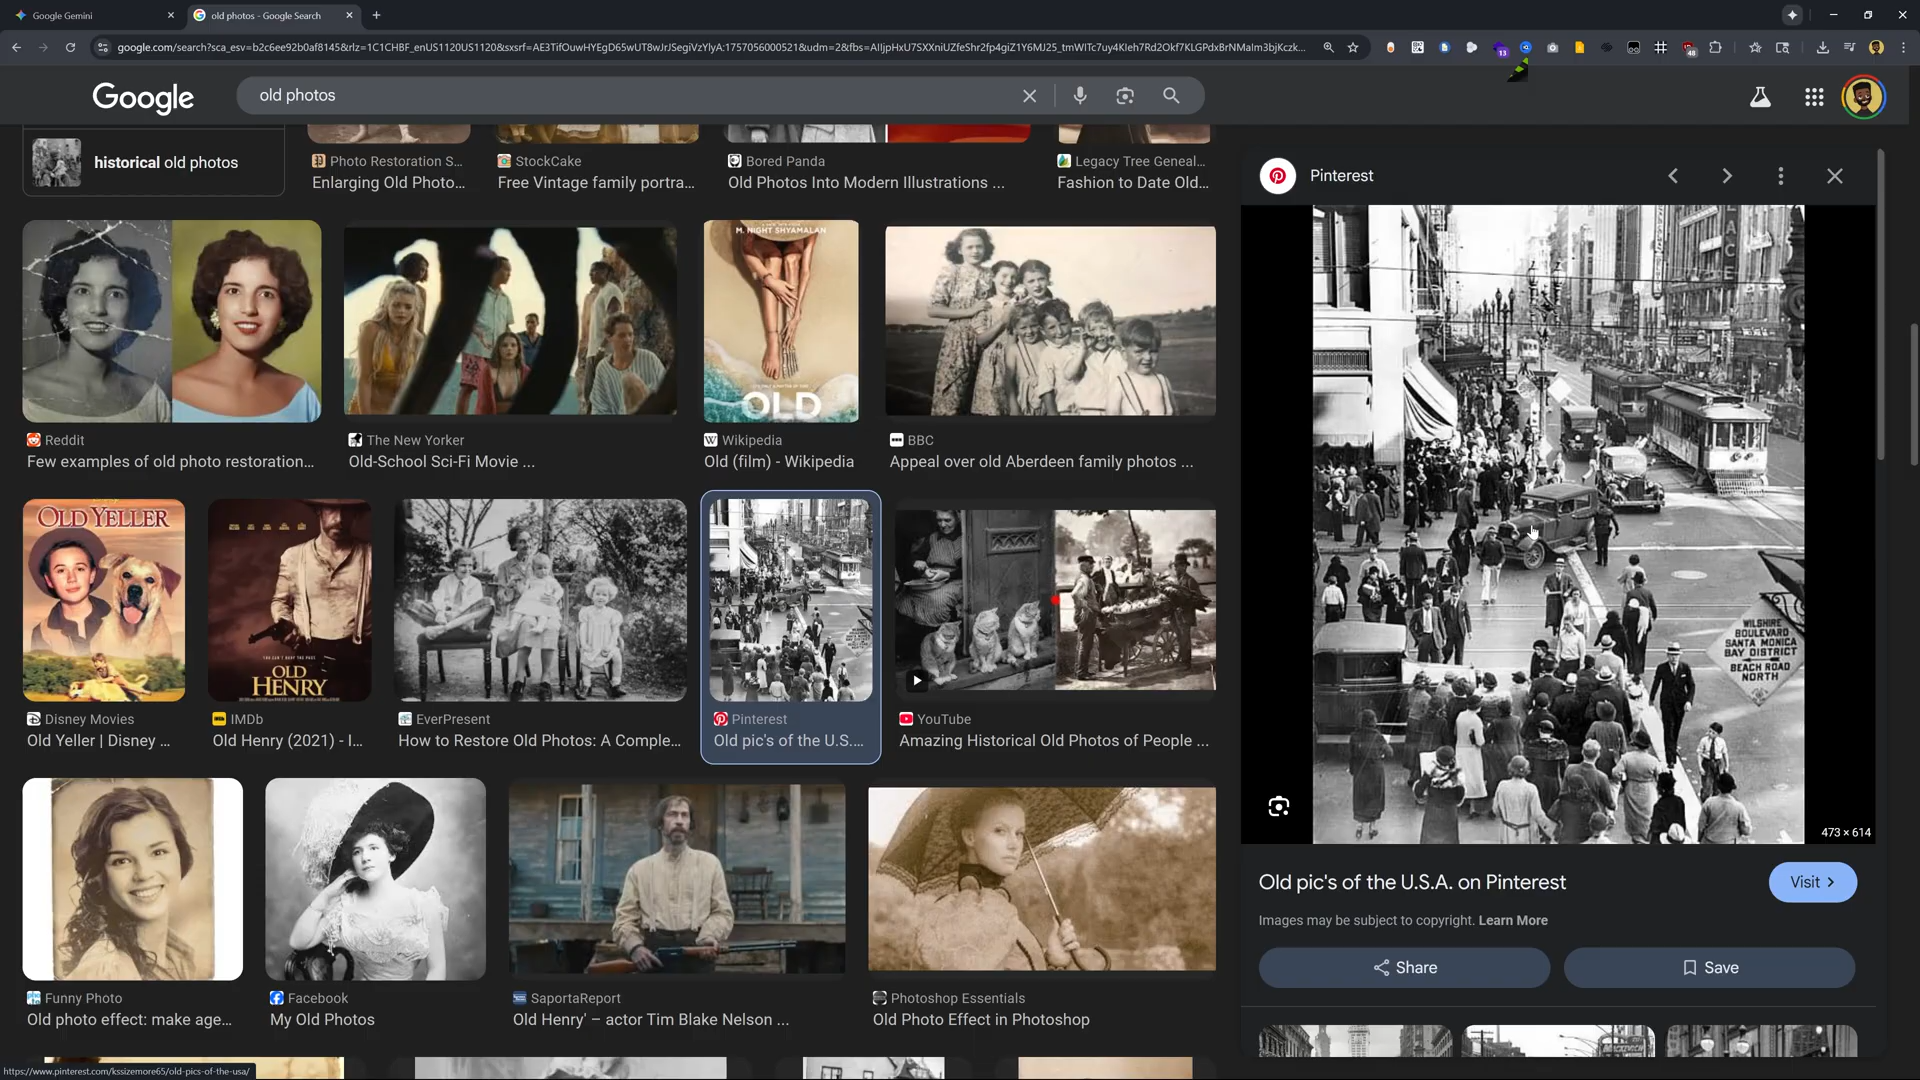 Google Gemini
old photos - Google Search
google.com/search?sca_esv=b2c6ee92b0af8145&rlz=1C1CHBF_enUS1120US1120&sxsrf=
13
48
Google
old photos
historical old photos
Photo Restoration S...
Enlarging Old Photo...
StockCake
Free Vintage family portra...
Bored Panda
Old Photos Into Modern Illustrations ...
Legacy Tree Geneal...
Fashion to Date Old...
Reddit
Few examples of old photo restoration...
The New Yorker
Old-School Sci-Fi Movie ...
M. NIGHT SHYAMALAN
OLD
Wikipedia
Old (film) - Wikipedia
BBC
Appeal over old Aberdeen family photos ...
OLD YELLER
Disney Movies
Old Yeller | Disney ...
OLD
HENRY
IMDb
Old Henry (2021) - I...
EverPresent
How to Restore Old Photos: A Comple...
Pinterest
Old pic's of the U.S....
YouTube
Amazing Historical Old Photos of People ...
Funny Photo
Old photo effect: make age...
Facebook
My Old Photos
SaportaReport
Old Henry' – actor Tim Blake Nelson ...
Photoshop Essentials
Old Photo Effect in Photoshop
Pinterest
WILSHIRE
BOULEVARD
SANTA MONICA
BAY DISTRICT
BEACH ROAD
NORTH
473 × 614
Old pic's of the U.S.A. on Pinterest
Visit
Images may be subject to copyright. Learn More
Share
Save
https://www.pinterest.com/kssizemore65/old-pics-of-the-usa/